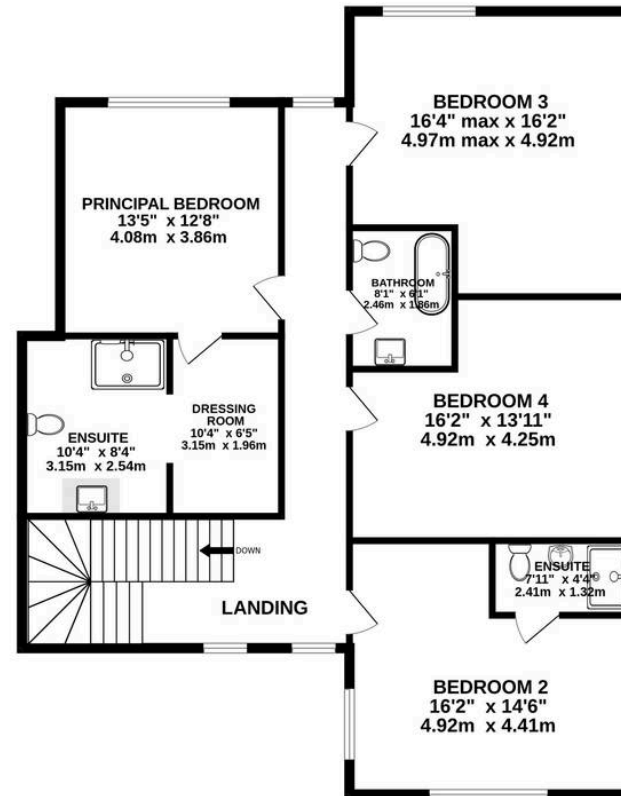 BEDROOM 3
16'4" max x 16'2"
4.97m max x 4.92m
PRINCIPAL BEDROOM
13'5" x 12'8"
4.08m x 3.86m
BATHROOM
8'1" x 6'1"
2.46m x 1.86m
BEDROOM 4
16'2" x 13'11"
4.92m x 4.25m
DRESSING
ROOM
10'4" x 6'5"
3.15m x 1.96m
ENSUITE
10'4" x 8'4"
3.15m x 2.54m
DOWN
ENSUITE
7'11" x 4'4"
2.41m x 1.32m
LANDING
BEDROOM 2
16'2" x 14'6"
4.92m x 4.41m